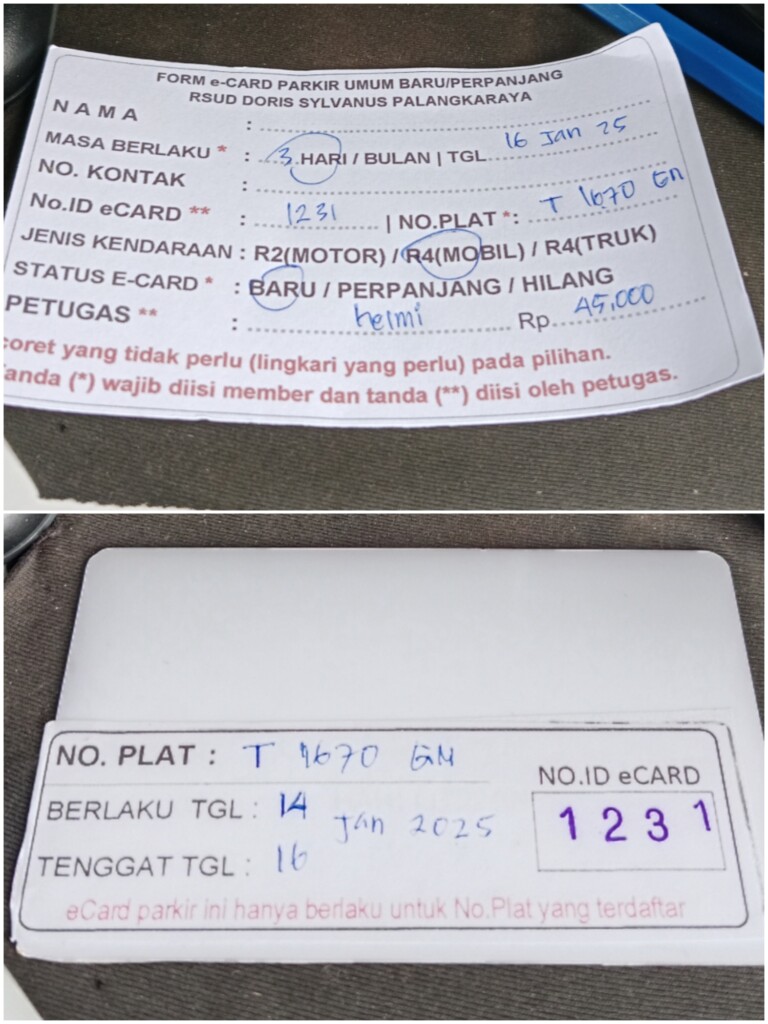 FORM e-CARD PARKIR UMUM BARU/PERPANJANG
RSUD DORIS SYLVANUS PALANGKARAYA
NAMA :
MASA BERLAKU * : 3 HARI / BULAN | TGL 16 Jan 25
NO. KONTAK :
No.ID eCARD ** : 1231 | NO.PLAT *: T 1670 GM
JENIS KENDARAAN : R2(MOTOR) / R4(MOBIL) / R4(TRUK)
STATUS E-CARD * : BARU / PERPANJANG / HILANG
PETUGAS ** : helmi Rp. 45,000
coret yang tidak perlu (lingkari yang perlu) pada pilihan.
anda (*) wajib diisi member dan tanda (**) diisi oleh petugas.
NO. PLAT : T 1670 GM
NO.ID eCARD
BERLAKU TGL : 14 Jan 2025
1231
TENGGAT TGL : 16
eCard parkir ini hanya berlaku untuk No.Plat yang terdaftar